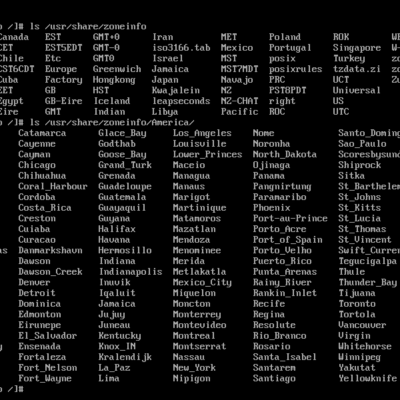 o /]# ls /usr/share/zoneinfo
Canada EST GMT+0 Iran MET Poland ROK
CET EST5EDT GMT-0 iso3166.tab Mexico Portugal Singapore W-
Chile Etc GMT0 Israel MST posix Turkey zo
CST6CDT Europe Greenwich Jamaica MST7MDT posixrules tzdata.zi zo
Cuba Factory Hongkong Japan Navajo PRC UCT Zu
EET GB HST Kwajalein NZ PST8PDT Universal
Egypt GB-Eire Iceland leapseconds NZ-CHAT right US
Eire GMT Indian Libya Pacific ROC UTC
o /]# ls /usr/share/zoneinfo/America/
Catamarca Glace_Bay Los_Angeles Nome Santo_Doming
Cayenne Godthab Louisville Noronha Sao_Paulo
Cayman Goose_Bay Lower_Princes North_Dakota Scoresbysund
Chicago Grand_Turk Maceio Ojinaga Shiprock
Chihuahua Grenada Managua Panama Sitka
Coral_Harbour Guadeloupe Manaus Pangnirtung St_Barthelem
Cordoba Guatemala Marigot Paramaribo St_Johns
Costa_Rica Guayaquil Martinique Phoenix St_Kitts
Creston Guyana Matamoros Port-au-Prince St_Lucia
Cuiaba Halifax Mazatlan Porto_Acre St_Thomas
Curacao Havana Mendoza Port_of_Spain St_Vincent
as Danmarkshavn Hermosillo Menominee Porto_Velho Swift_Curren
Dawson Indiana Merida Puerto_Rico Tegucigalpa
Dawson_Creek Indianapolis Metlakatla Punta_Arenas Thule
Denver Inuvik Mexico_City Rainy_River Thunder_Bay
Detroit Iqaluit Miquelon Rankin_Inlet Tijuana
Dominica Jamaica Moncton Recife Toronto
Edmonton Jujuy Monterrey Regina Tortola
Eirunepe Juneau Montevideo Resolute Vancouver
El_Salvador Kentucky Montreal Rio_Branco Virgin
y Ensenada Knox_IN Montserrat Rosario Whitehorse
Fortaleza Kralendijk Nassau Santa_Isabel Winnipeg
Fort_Nelson La_Paz New_York Santarem Yakutat
Fort_Wayne Lima Nipigon Santiago Yellowknife
o /]#